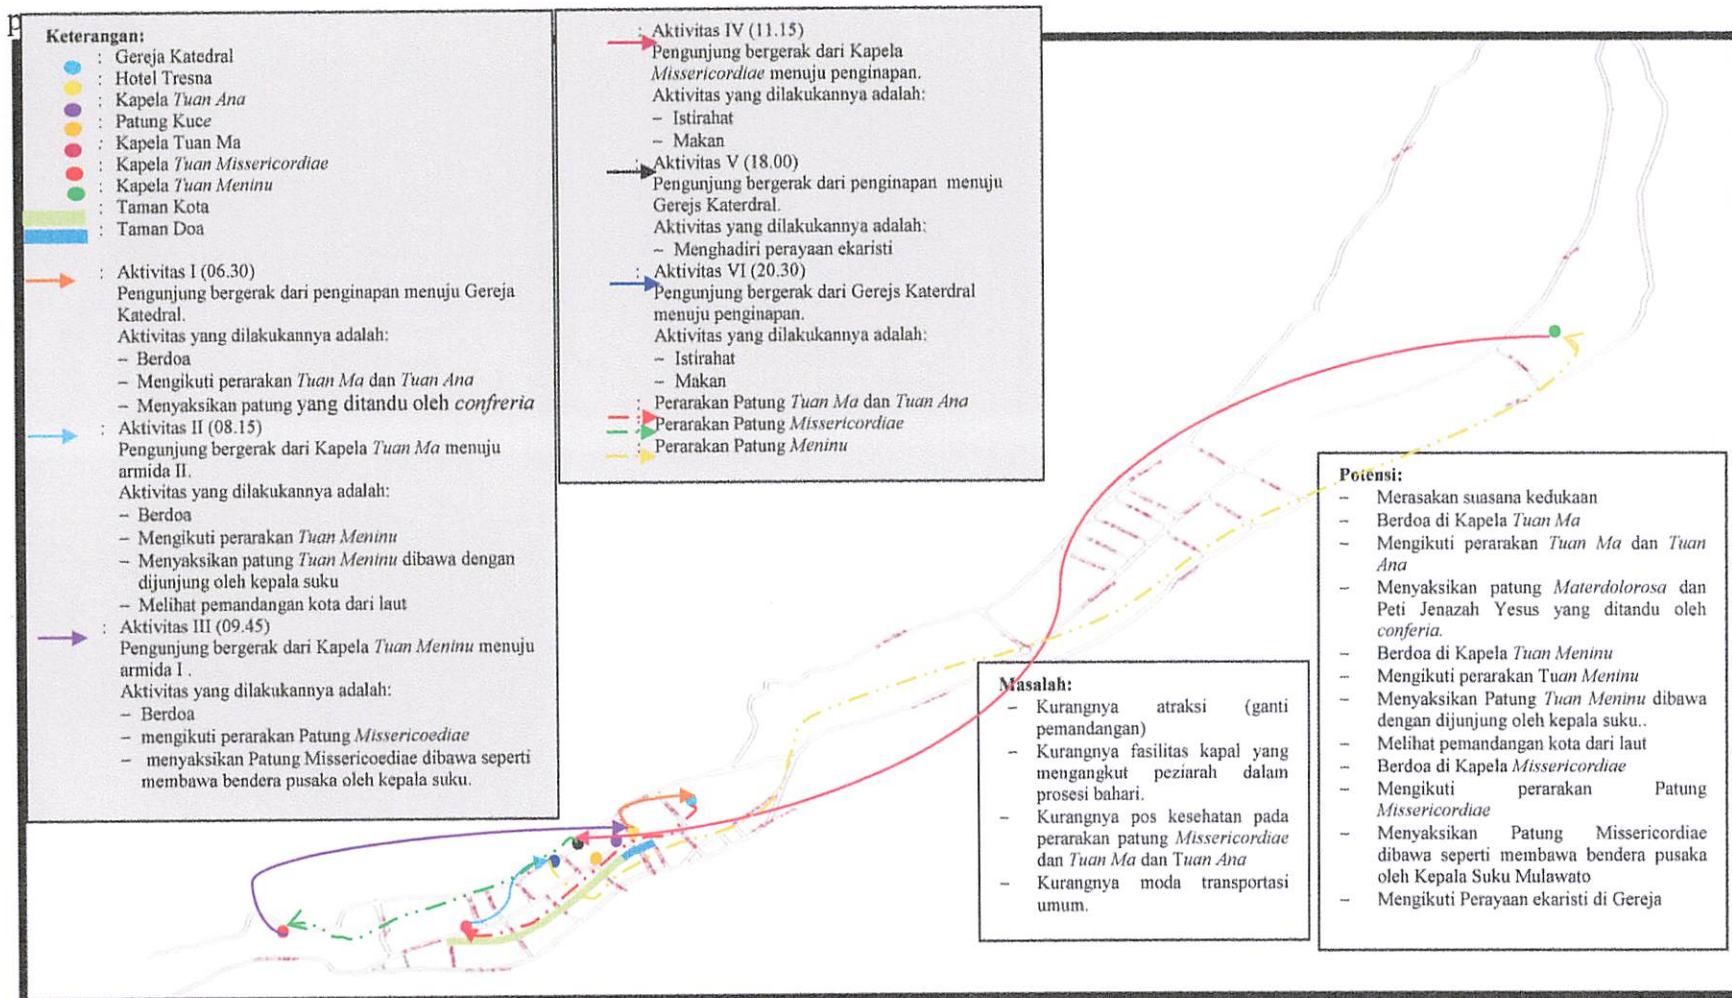 p
Keterangan:
: Gereja Katedral
: Hotel Tresna
: Kapela Tuan Ana
: Patung Kuce
: Kapela Tuan Ma
: Kapela Tuan Missericordiae
: Kapela Tuan Meninu
: Taman Kota
: Taman Doa
: Aktivitas I (06.30)
Pengunjung bergerak dari penginapan menuju Gereja
Katedral.
Aktivitas yang dilakukannya adalah:
– Berdoa
– Mengikuti perarakan Tuan Ma dan Tuan Ana
– Menyaksikan patung yang ditandu oleh confreria
: Aktivitas II (08.15)
Pengunjung bergerak dari Kapela Tuan Ma menuju
armida II.
Aktivitas yang dilakukannya adalah:
– Berdoa
– Mengikuti perarakan Tuan Meninu
– Menyaksikan patung Tuan Meninu dibawa dengan
dijunjung oleh kepala suku
– Melihat pemandangan kota dari laut
: Aktivitas III (09.45)
Pengunjung bergerak dari Kapela Tuan Meninu menuju
armida I .
Aktivitas yang dilakukannya adalah:
– Berdoa
– mengikuti perarakan Patung Missericoediae
– menyaksikan Patung Missericoediae dibawa seperti
membawa bendera pusaka oleh kepala suku.
: Aktivitas IV (11.15)
Pengunjung bergerak dari Kapela
Missericordiae menuju penginapan.
Aktivitas yang dilakukannya adalah:
– Istirahat
– Makan
: Aktivitas V (18.00)
Pengunjung bergerak dari penginapan menuju
Gerejs Katerdral.
Aktivitas yang dilakukannya adalah:
– Menghadiri perayaan ekaristi
: Aktivitas VI (20.30)
Pengunjung bergerak dari Gerejs Katerdral
menuju penginapan.
Aktivitas yang dilakukannya adalah:
– Istirahat
– Makan
: Perarakan Patung Tuan Ma dan Tuan Ana
: Perarakan Patung Missericordiae
: Perarakan Patung Meninu
Masalah:
– Kurangnya atraksi (ganti
pemandangan)
– Kurangnya fasilitas kapal yang
mengangkut peziarah dalam
prosesi bahari.
– Kurangnya pos kesehatan pada
perarakan patung Missericordiae
dan Tuan Ma dan Tuan Ana
– Kurangnya moda transportasi
umum.
Potensi:
– Merasakan suasana kedukaan
– Berdoa di Kapela Tuan Ma
– Mengikuti perarakan Tuan Ma dan Tuan
Ana
– Menyaksikan patung Materdolorosa dan
Peti Jenazah Yesus yang ditandu oleh
conferia.
– Berdoa di Kapela Tuan Meninu
– Mengikuti perarakan Tuan Meninu
– Menyaksikan Patung Tuan Meninu dibawa
dengan dijunjung oleh kepala suku..
– Melihat pemandangan kota dari laut
– Berdoa di Kapela Missericordiae
– Mengikuti perarakan Patung
Missericordiae
– Menyaksikan Patung Missericordiae
dibawa seperti membawa bendera pusaka
oleh Kepala Suku Mulawato
– Mengikuti Perayaan ekaristi di Gereja